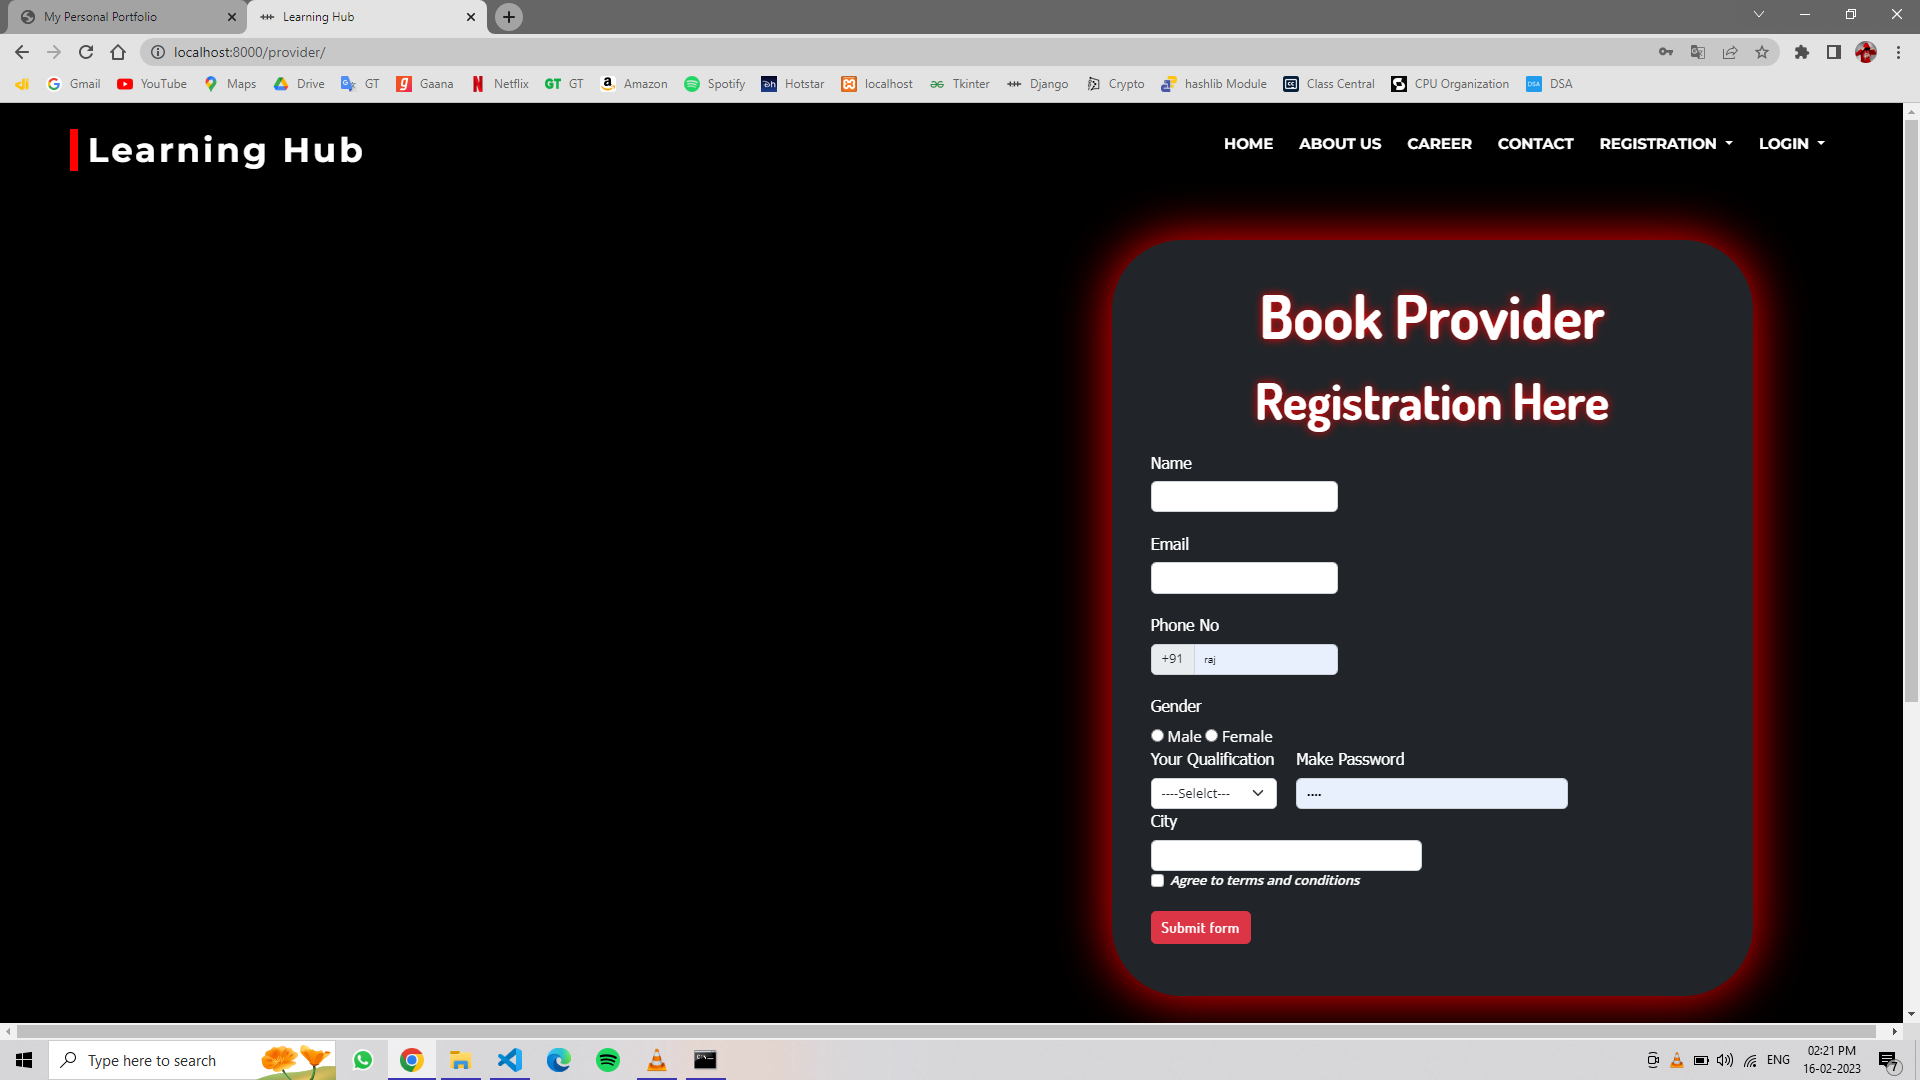 My Personal Portfolio
Learning Hub
localhost:8000/provider/
Gmail YouTube Maps Drive GT Gaana Netflix GT GT Amazon Spotify Hotstar localhost Tkinter Django Crypto hashlib Module Class Central CPU Organization DSA DSA
Learning Hub
HOME ABOUT US CAREER CONTACT REGISTRATION LOGIN
Book Provider
Registration Here
Name
Email
Phone No
+91 raj
Gender
Male Female
Your Qualification Make Password
----Selelct--- ····
City
Agree to terms and conditions
Submit form
Type here to search
ENG
02:21 PM
16-02-2023
7